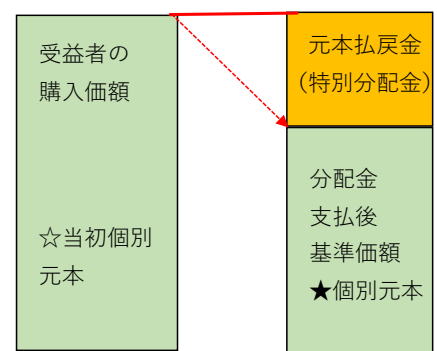 受益者の
購入価額
☆当初個別
元本
元本払戻金
(特別分配金)
分配金
支払後
基準価額
★個別元本